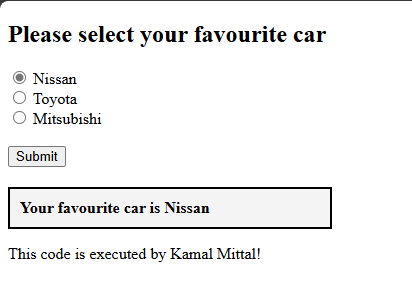 Please select your favourite car
Nissan
Toyota
Mitsubishi
Submit
Your favourite car is Nissan
This code is executed by Kamal Mittal!